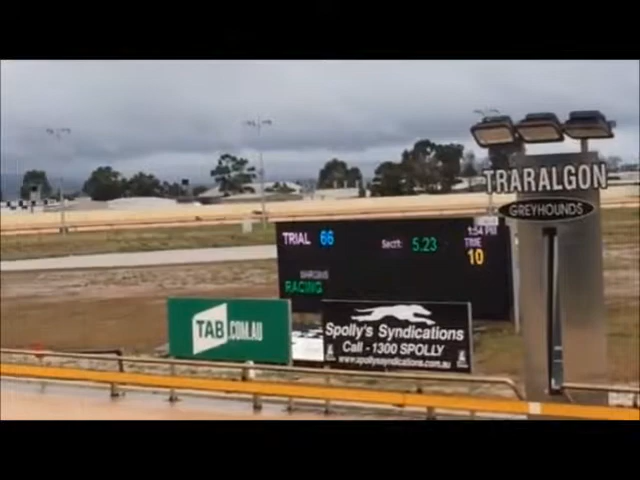 TRARALGON
GREYHOUNDS
TRIAL 66
Sect1: 5.23
1:54 PM
TIME
10
RACING
TAB.COM.AU
Spolly's Syndications
Call - 1300 SPOLLY
www.spollysyndications.com.au